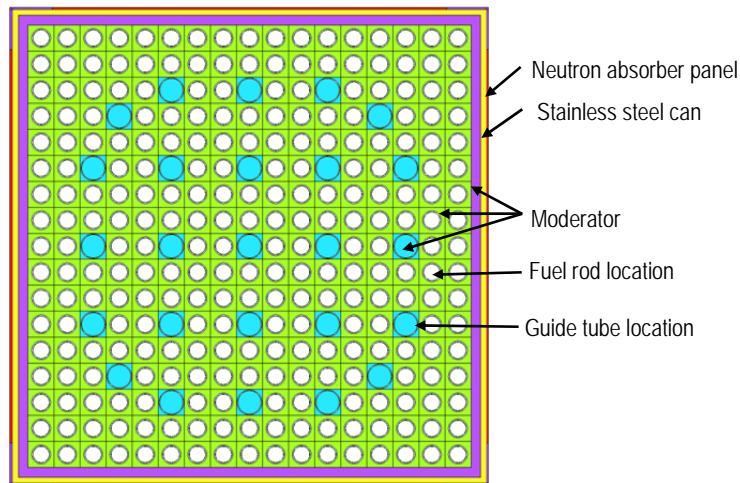 Neutron absorber panel
Stainless steel can
Moderator
Fuel rod location
Guide tube location